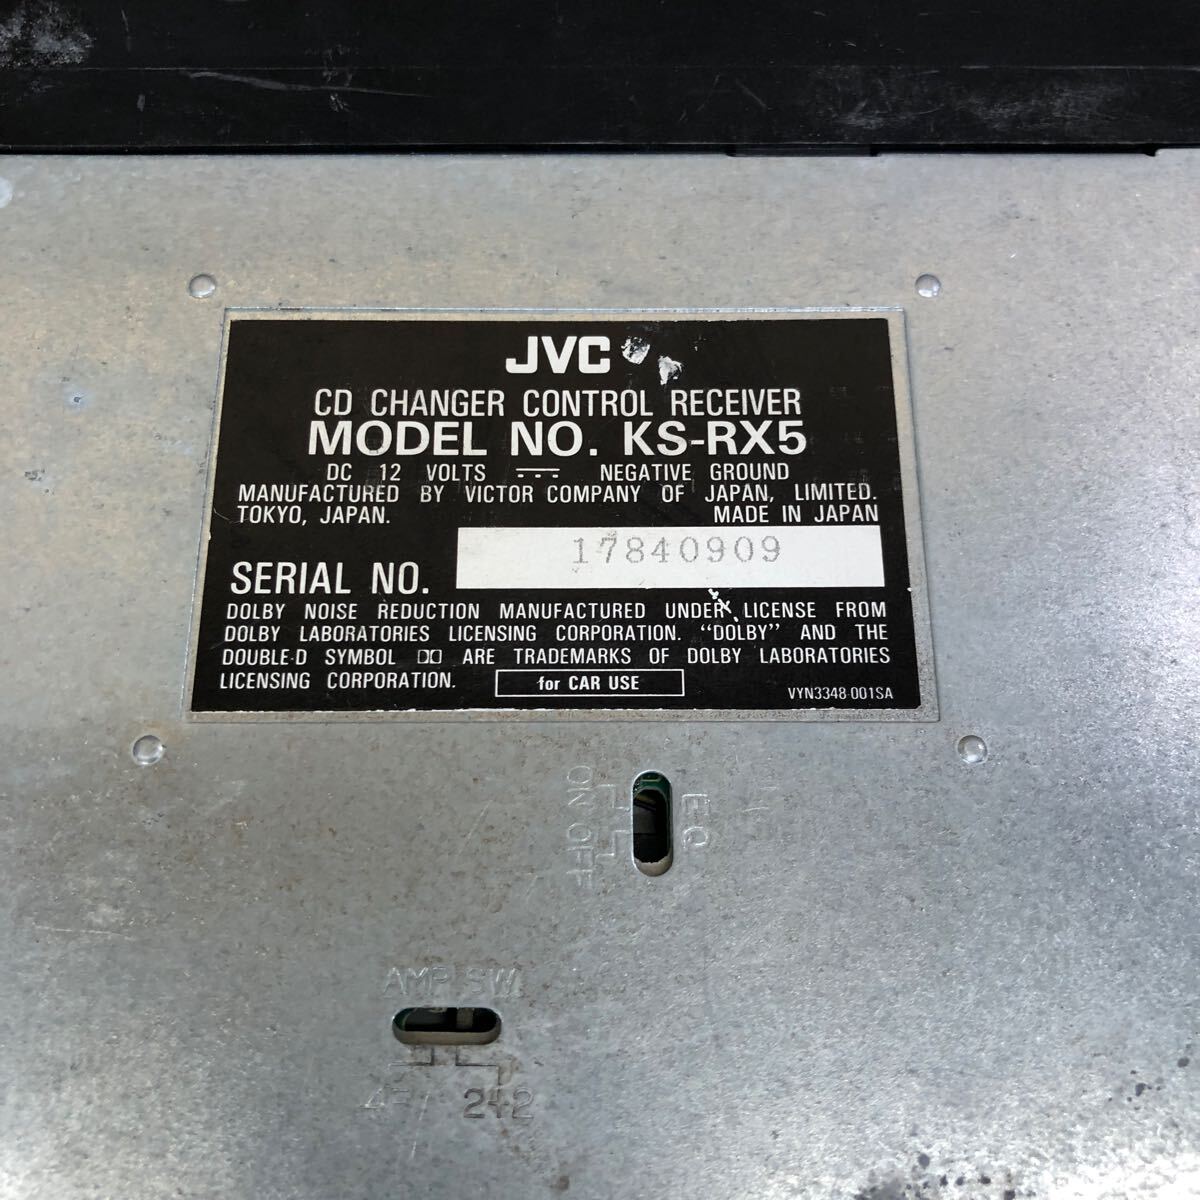 JVC
CD CHANGER CONTROL RECEIVER
MODEL NO. KS-RX5
DC 12 VOLTS NEGATIVE GROUND
MANUFACTURED BY VICTOR COMPANY OF JAPAN, LIMITED.
TOKYO, JAPAN. MADE IN JAPAN
SERIAL NO. 17840909
DOLBY NOISE REDUCTION MANUFACTURED UNDER LICENSE FROM
DOLBY LABORATORIES LICENSING CORPORATION. "DOLBY" AND THE
DOUBLE-D SYMBOL ARE TRADEMARKS OF DOLBY LABORATORIES
LICENSING CORPORATION. for CAR USE VYN3348-001SA
EQ
ON OFF
AMP SW
2+2